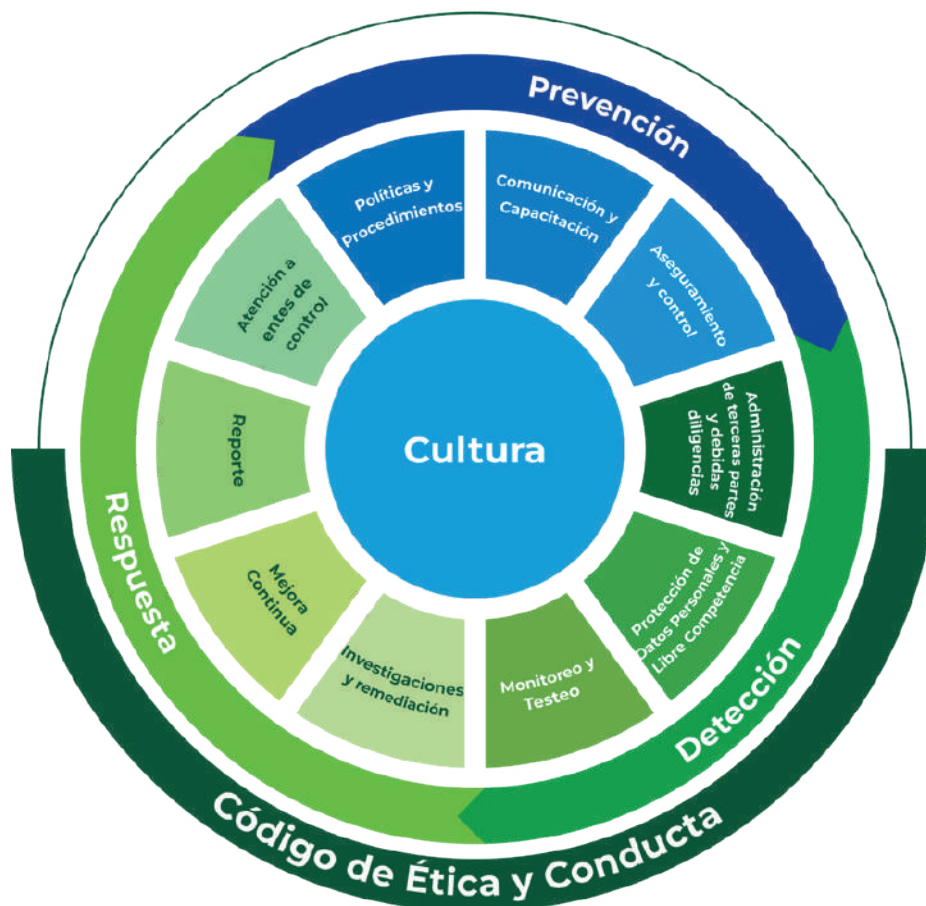 Prevención
Políticas y
Procedimientos
Comunicación y
Capacitación
Aseguramiento
y control
Administración
de terceras partes
y debidas
diligencias
Protección de
Datos Personales y
Libre Competencia
Detección
Monitoreo y
Testeo
Investigaciones
y remediación
Mejora
Continua
Reporte
Atención a
entes de
control
Respuesta
Cultura
Código de Ética y Conducta